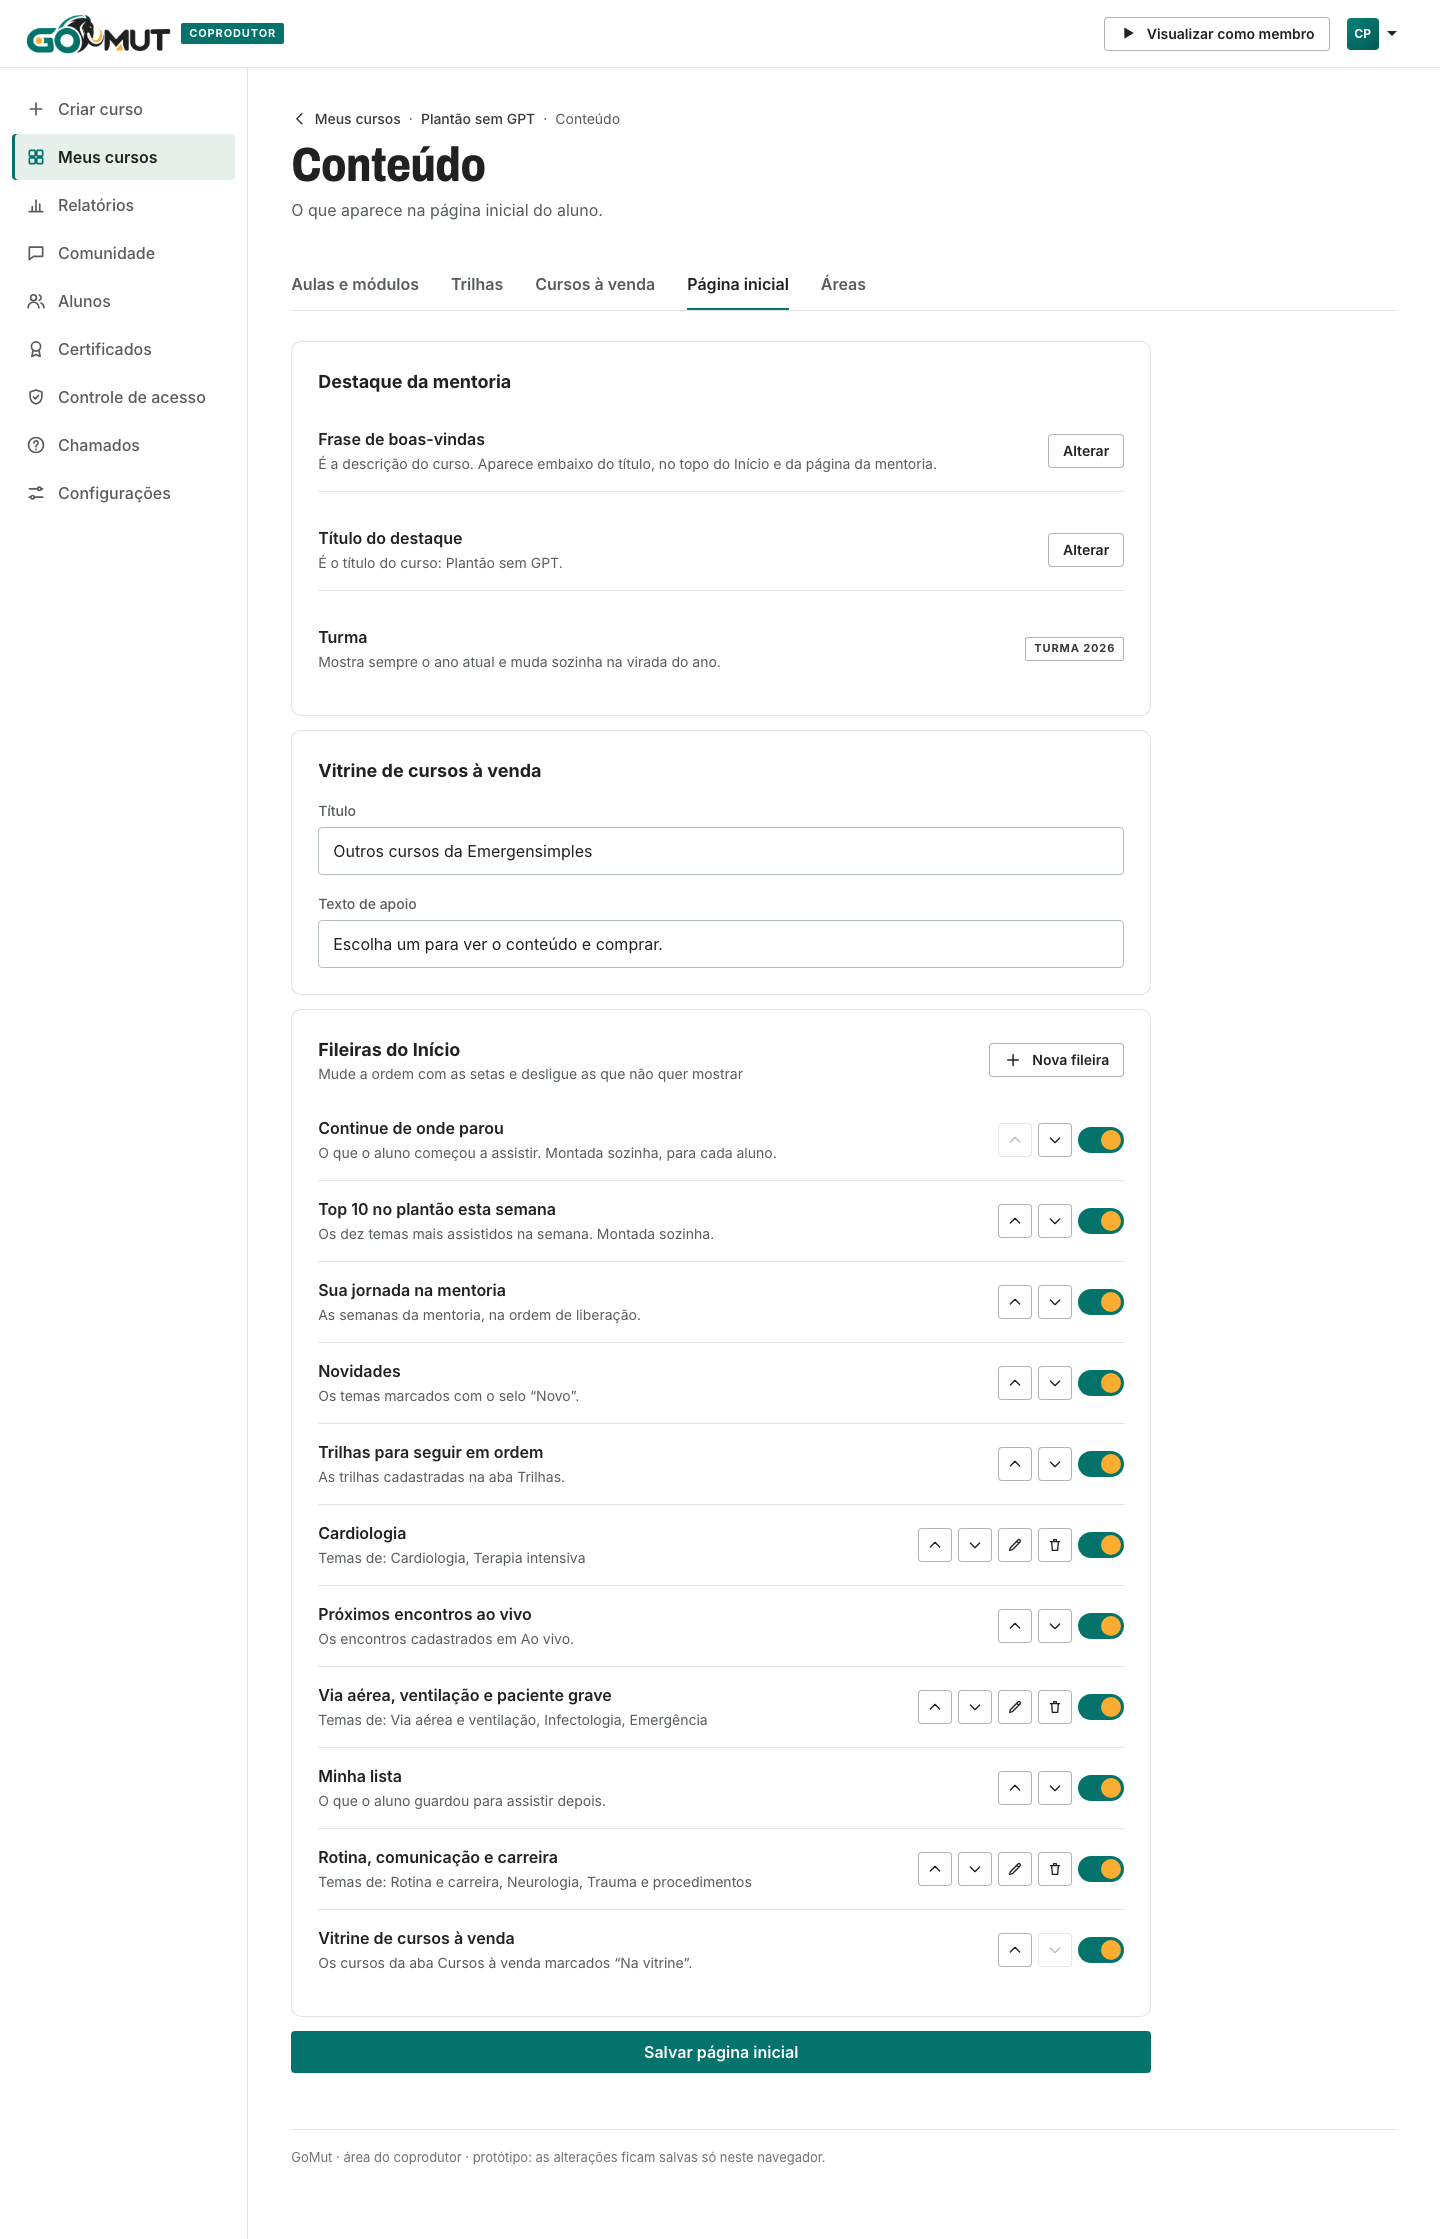 GOMUT
COPRODUTOR
Visualizar como membro
CP
Criar curso
Meus cursos
Relatórios
Comunidade
Alunos
Certificados
Controle de acesso
Chamados
Configurações
Meus cursos · Plantão sem GPT · Conteúdo
Conteúdo
O que aparece na página inicial do aluno.
Aulas e módulos
Trilhas
Cursos à venda
Página inicial
Áreas
Destaque da mentoria
Frase de boas-vindas
É a descrição do curso. Aparece embaixo do título, no topo do Início e da página da mentoria.
Alterar
Título do destaque
É o título do curso: Plantão sem GPT.
Alterar
Turma
Mostra sempre o ano atual e muda sozinha na virada do ano.
TURMA 2026
Vitrine de cursos à venda
Título
Outros cursos da Emergensimples
Texto de apoio
Escolha um para ver o conteúdo e comprar.
Fileiras do Início
Mude a ordem com as setas e desligue as que não quer mostrar
Nova fileira
Continue de onde parou
O que o aluno começou a assistir. Montada sozinha, para cada aluno.
Top 10 no plantão esta semana
Os dez temas mais assistidos na semana. Montada sozinha.
Sua jornada na mentoria
As semanas da mentoria, na ordem de liberação.
Novidades
Os temas marcados com o selo “Novo”.
Trilhas para seguir em ordem
As trilhas cadastradas na aba Trilhas.
Cardiologia
Temas de: Cardiologia, Terapia intensiva
Próximos encontros ao vivo
Os encontros cadastrados em Ao vivo.
Via aérea, ventilação e paciente grave
Temas de: Via aérea e ventilação, Infectologia, Emergência
Minha lista
O que o aluno guardou para assistir depois.
Rotina, comunicação e carreira
Temas de: Rotina e carreira, Neurologia, Trauma e procedimentos
Vitrine de cursos à venda
Os cursos da aba Cursos à venda marcados “Na vitrine”.
Salvar página inicial
GoMut · área do coprodutor · protótipo: as alterações ficam salvas só neste navegador.